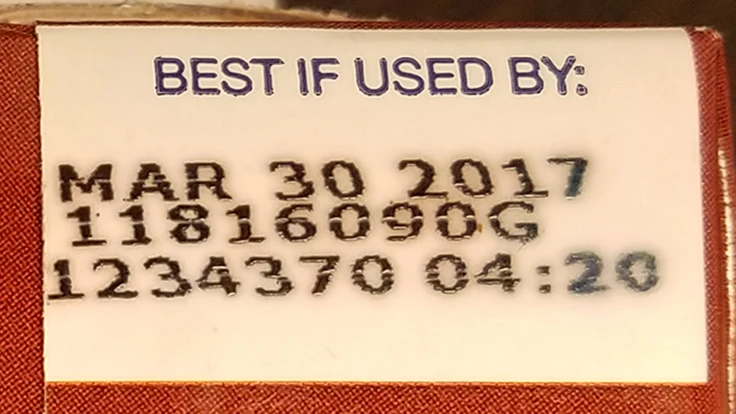 BEST IF USED BY:
MAR 30 2017
11816090G
1234370 04:20